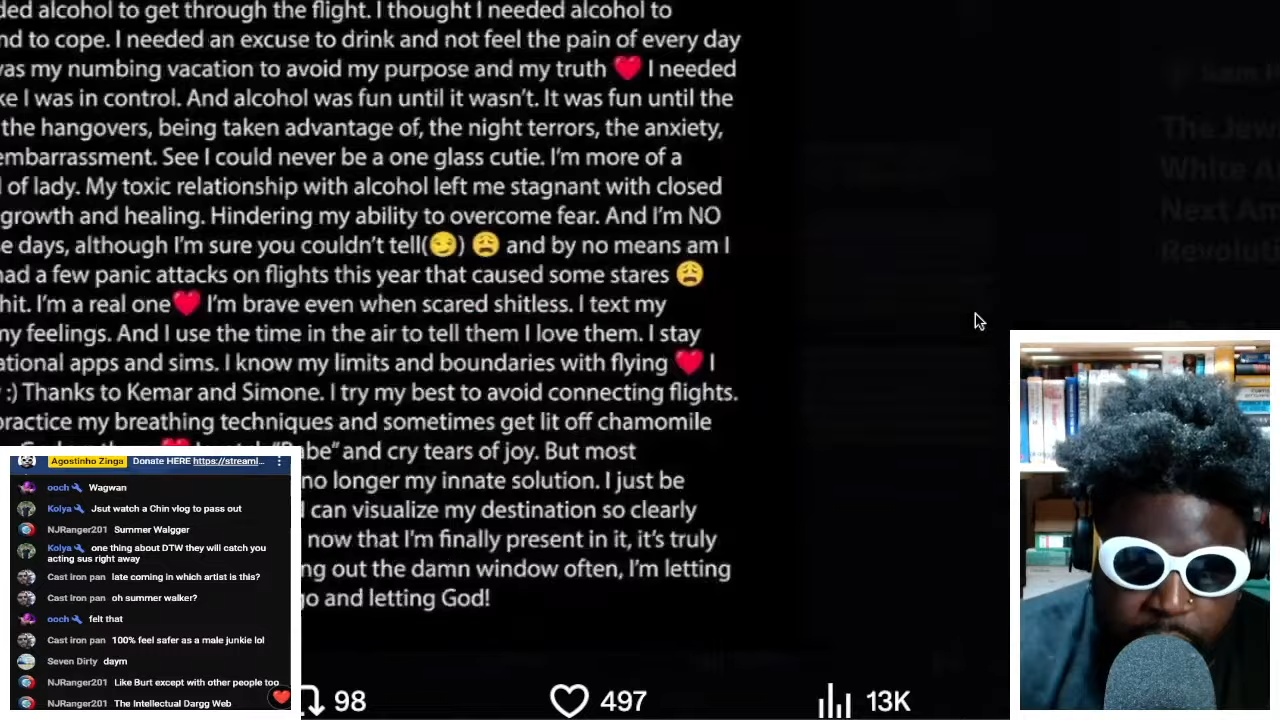 ded alcohol to get through the flight. I thought I needed alcohol to
nd to cope. I needed an excuse to drink and not feel the pain of every day
as my numbing vacation to avoid my purpose and my truth ❤️ I needed
ke I was in control. And alcohol was fun until it wasn't. It was fun until the
the hangovers, being taken advantage of, the night terrors, the anxiety,
embarrassment. See I could never be a one glass cutie. I'm more of a
of lady. My toxic relationship with alcohol left me stagnant with closed
growth and healing. Hindering my ability to overcome fear. And I'm NO
se days, although I'm sure you couldn't tell(😏) 😩 and by no means am I
had a few panic attacks on flights this year that caused some stares 😩
hit. I'm a real one❤️ I'm brave even when scared shitless. I text my
my feelings. And I use the time in the air to tell them I love them. I stay
ational apps and sims. I know my limits and boundaries with flying ❤️ I
:) Thanks to Kemar and Simone. I try my best to avoid connecting flights.
practice my breathing techniques and sometimes get lit off chamomile
abe" and cry tears of joy. But most
no longer my innate solution. I just be
can visualize my destination so clearly
now that I'm finally present in it, it's truly
ng out the damn window often, I'm letting
go and letting God!
98
497
13K
The Jew
White A
Next Am
Revolut
Agostinho Zinga Donate HERE https://streaml...
ooch Wagwan
Kolya Jsut watch a Chin vlog to pass out
NJRanger201 Summer Walgger
Kolya one thing about DTW they will catch you
acting sus right away
Cast iron pan late coming in which artist is this?
Cast iron pan oh summer walker?
ooch felt that
Cast iron pan 100% feel safer as a male junkie lol
Seven Dirty daym
NJRanger201 Like Burt except with other people too
NJRanger201 The Intellectual Dargg Web